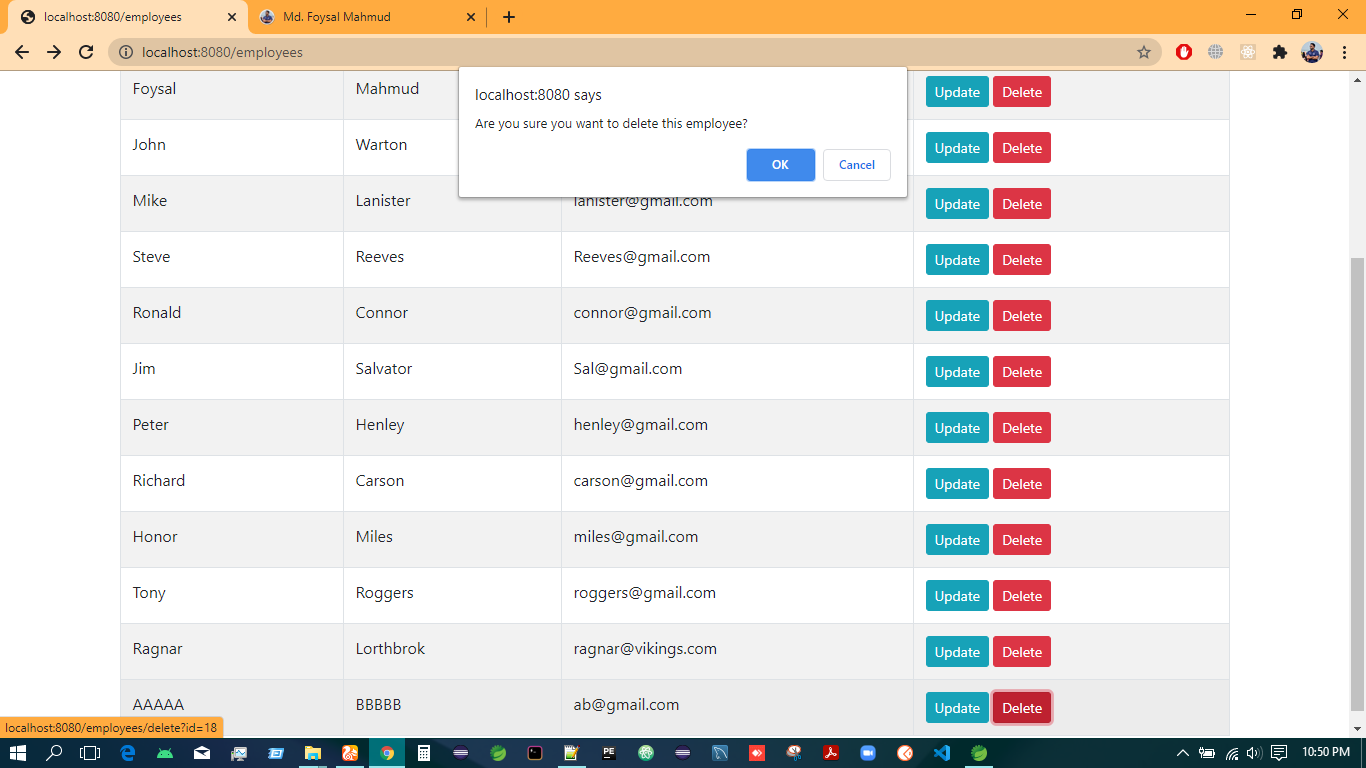 localhost:8080/employees
Md. Foysal Mahmud
localhost:8080/employees
localhost:8080 says
Are you sure you want to delete this employee?
OK Cancel
Foysal Mahmud Update Delete
John Warton Update Delete
Mike Lanister lanister@gmail.com Update Delete
Steve Reeves Reeves@gmail.com Update Delete
Ronald Connor connor@gmail.com Update Delete
Jim Salvator Sal@gmail.com Update Delete
Peter Henley henley@gmail.com Update Delete
Richard Carson carson@gmail.com Update Delete
Honor Miles miles@gmail.com Update Delete
Tony Roggers roggers@gmail.com Update Delete
Ragnar Lorthbrok ragnar@vikings.com Update Delete
AAAAA BBBBB ab@gmail.com Update Delete
localhost:8080/employees/delete?id=18
PE
10:50 PM